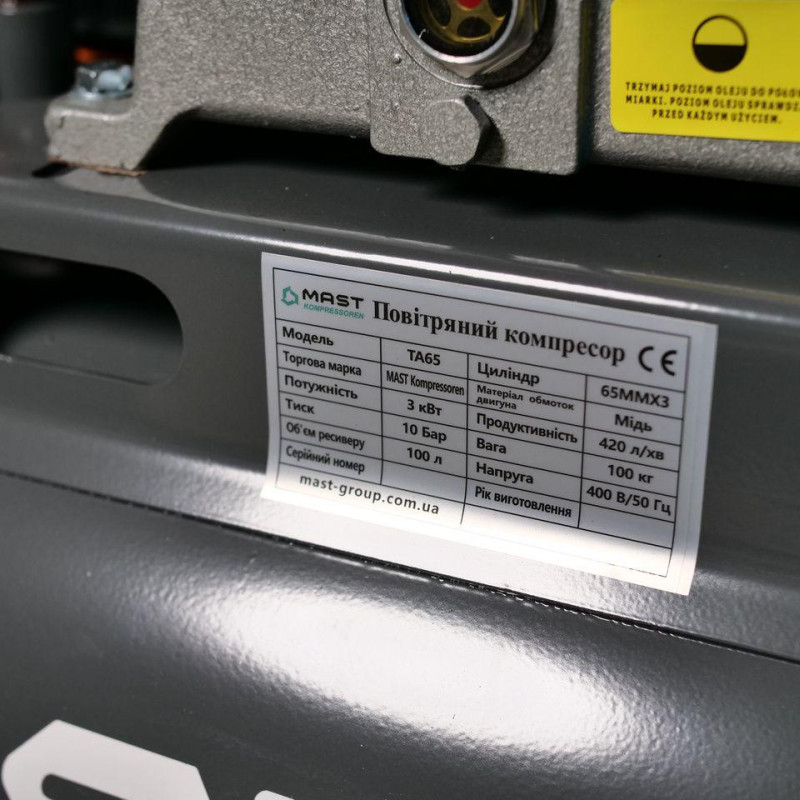 TRZYMAJ POZIOM OLEJU DO POŁOWY
MIARKI. POZIOM OLEJU SPRAWDZAJ
PRZED KAŻDYM UŻYCIEM.
MAST
KOMPRESSOREN
Повітряний компресор CE
Модель TA65 Циліндр 65MMX3
Торгова марка MAST Kompressoren Матеріал обмоток двигуна Мідь
Потужність 3 кВт Продуктивність 420 л/хв
Тиск 10 Бар Вага 100 кг
Об'єм ресиверу 100 л Напруга 400 В/50 Гц
Серійний номер Рік виготовлення
mast-group.com.ua